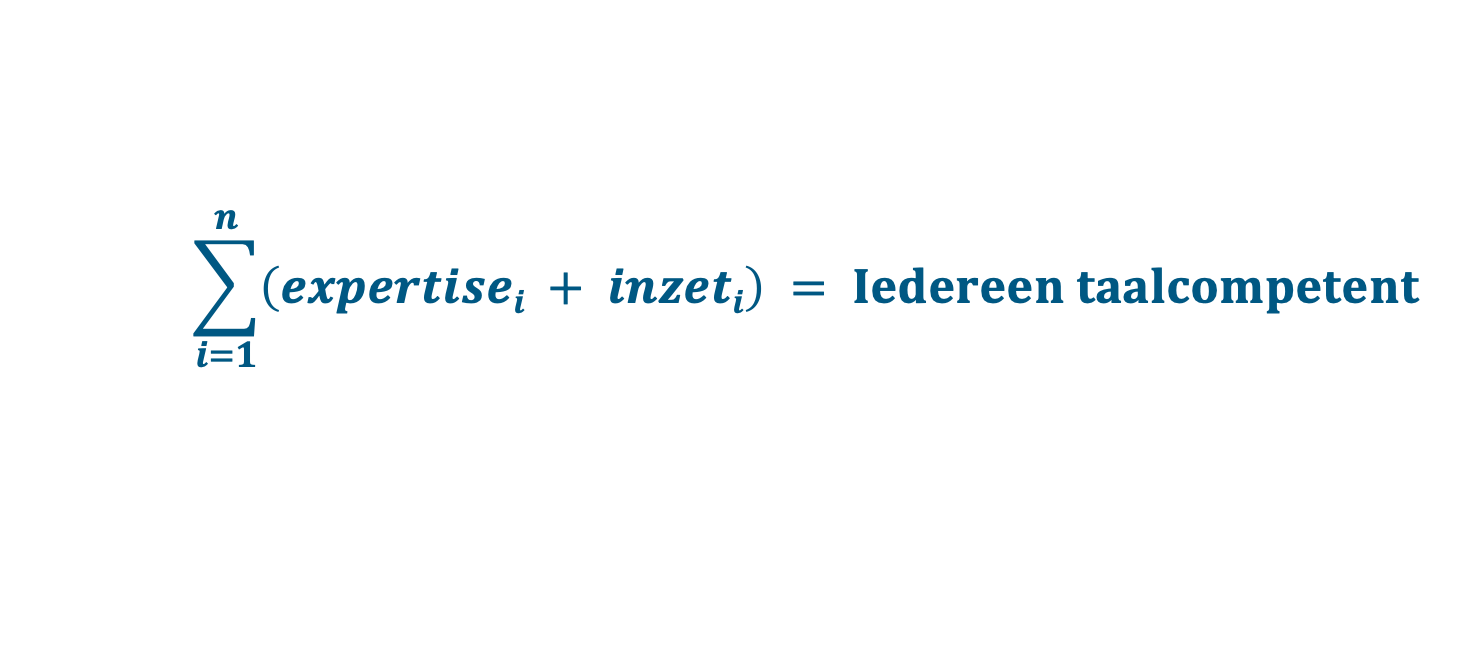 n
∑(expertiseᵢ + inzetᵢ) = Iedereen taalcompetent
i=1